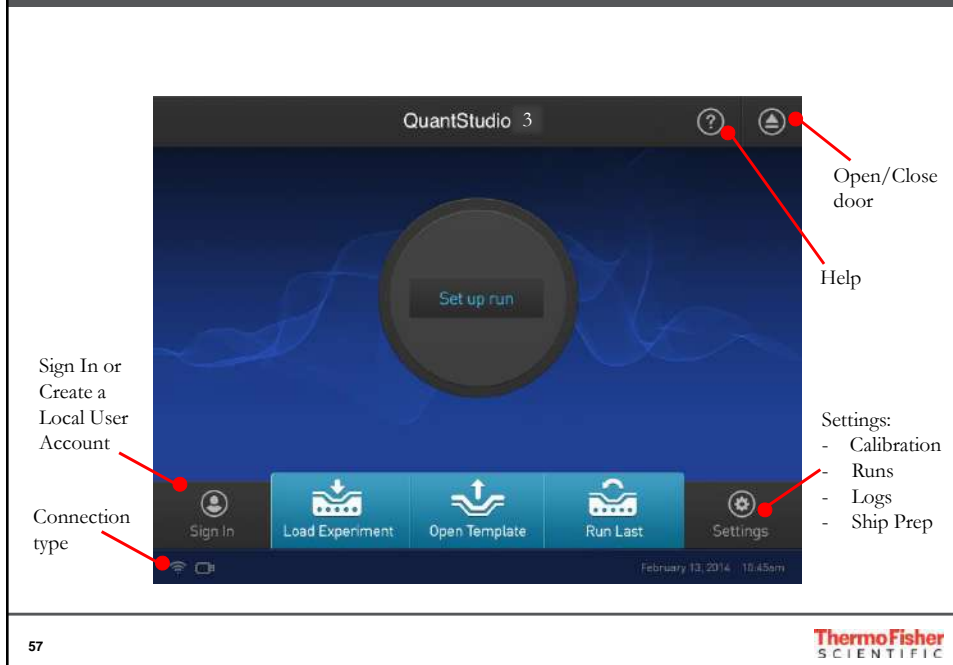 QuantStudio 3
?
Open/Close
door
Help
Set up run
Sign In or
Create a
Local User
Account
Settings:
- Calibration
- Runs
- Logs
- Ship Prep
Connection
type
Sign In
Load Experiment
Open Template
Run Last
Settings
February 13, 2014 10:45am
57
ThermoFisher
SCIENTIFIC